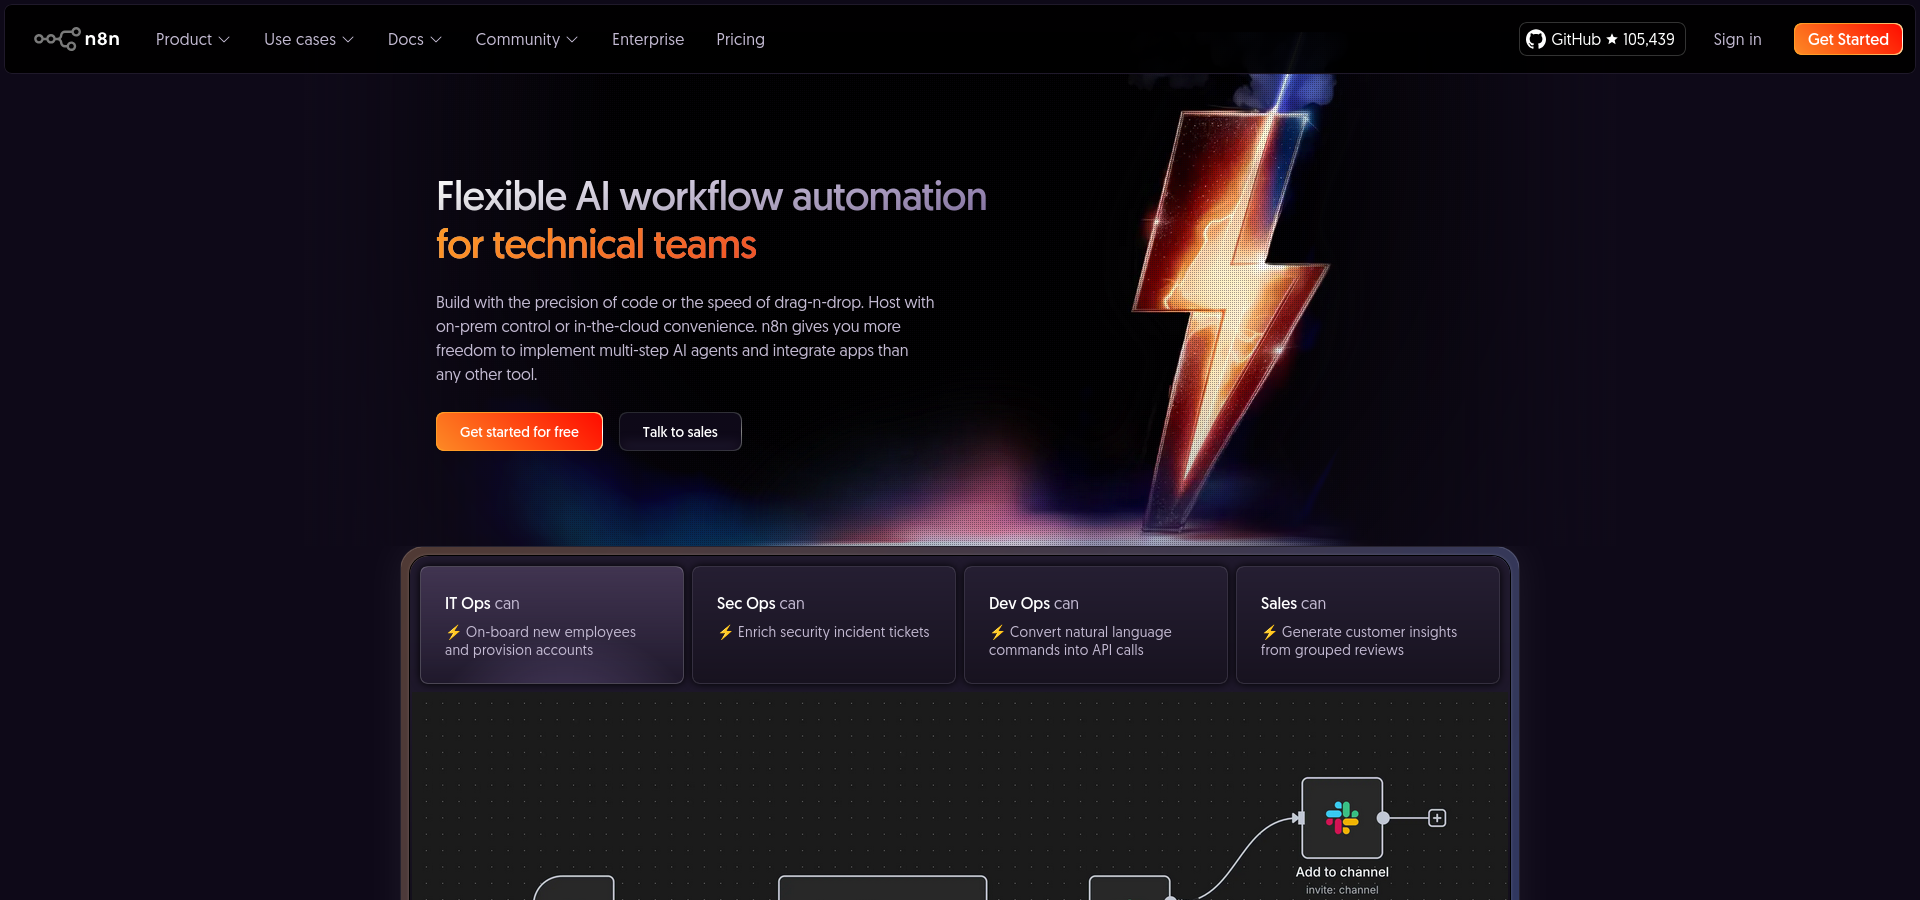 n8n
Product
Use cases
Docs
Community
Enterprise
Pricing
GitHub ★ 105,439
Sign in
Get Started
Flexible AI workflow automation
for technical teams
Build with the precision of code or the speed of drag-n-drop. Host with
on-prem control or in-the-cloud convenience. n8n gives you more
freedom to implement multi-step AI agents and integrate apps than
any other tool.
Get started for free
Talk to sales
IT Ops can
⚡ On-board new employees
and provision accounts
Sec Ops can
⚡ Enrich security incident tickets
Dev Ops can
⚡ Convert natural language
commands into API calls
Sales can
⚡ Generate customer insights
from grouped reviews
Add to channel
invite: channel